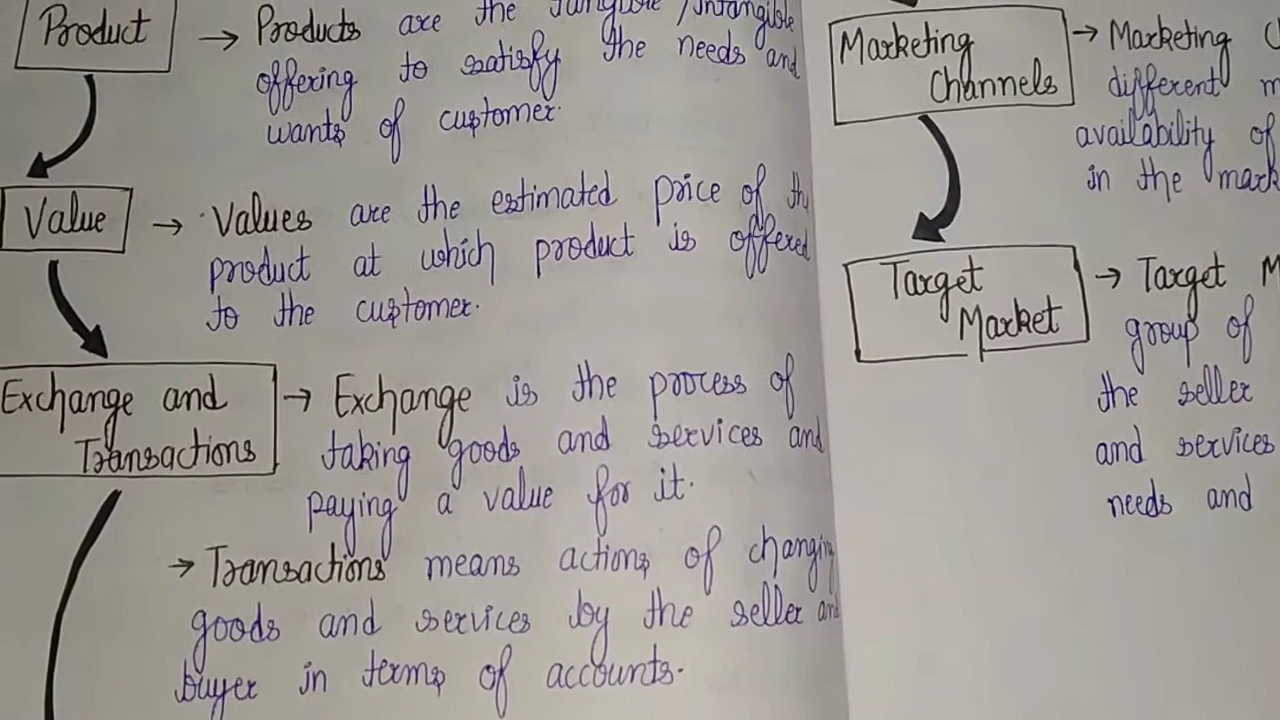 Product → Products are the Tangible / Intangible
offering to satisfy the needs and
wants of customer.
Value → Values are the estimated price of the
product at which product is offered
to the customer.
Exchange and
Transactions → Exchange is the process of
taking goods and services and
paying a value for it.
→ Transactions means actions of changing
goods and services by the seller and
buyer in terms of accounts.
Marketing
Channels → Marketing
different
availability of
in the
Target
Market → Target
group of
the seller
and services
needs and